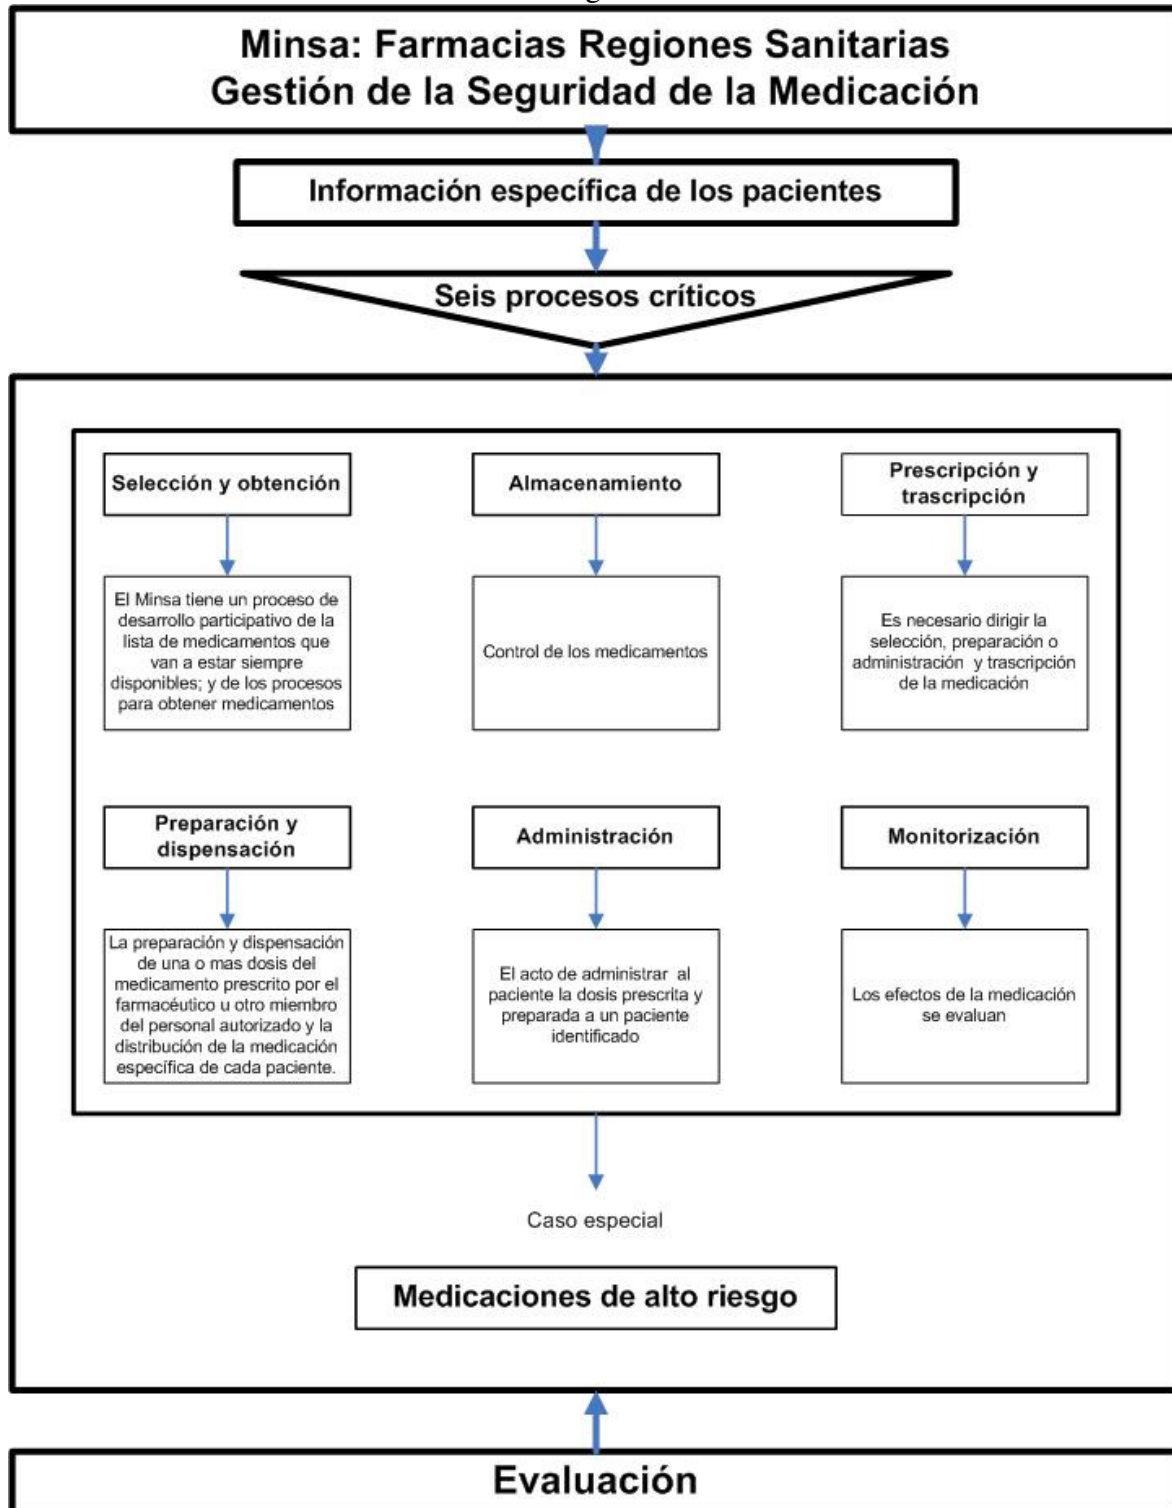 Minsa: Farmacias Regiones Sanitarias
Gestión de la Seguridad de la Medicación
Información específica de los pacientes
Seis procesos críticos
Selección y obtención
El Minsa tiene un proceso de
desarrollo participativo de la
lista de medicamentos que
van a estar siempre
disponibles; y de los procesos
para obtener medicamentos
Almacenamiento
Control de los medicamentos
Prescripción y
trascripción
Es necesario dirigir la
selección, preparación o
administración y trascripción
de la medicación
Preparación y
dispensación
La preparación y dispensación
de una o mas dosis del
medicamento prescrito por el
farmacéutico u otro miembro
del personal autorizado y la
distribución de la medicación
específica de cada paciente.
Administración
El acto de administrar al
paciente la dosis prescrita y
preparada a un paciente
identificado
Monitorización
Los efectos de la medicación
se evaluan
Caso especial
Medicaciones de alto riesgo
Evaluación